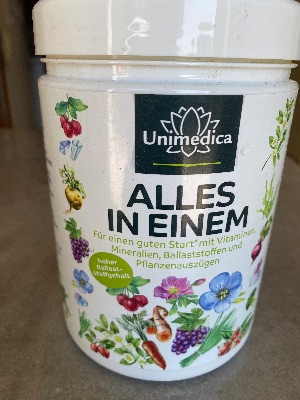 Unimedica
ALLES
IN EINEM
Für einen guten Start* mit Vitaminen,
Mineralien, Ballaststoffen und
Pflanzenauszügen
hoher
Ballast-
stoffgehalt